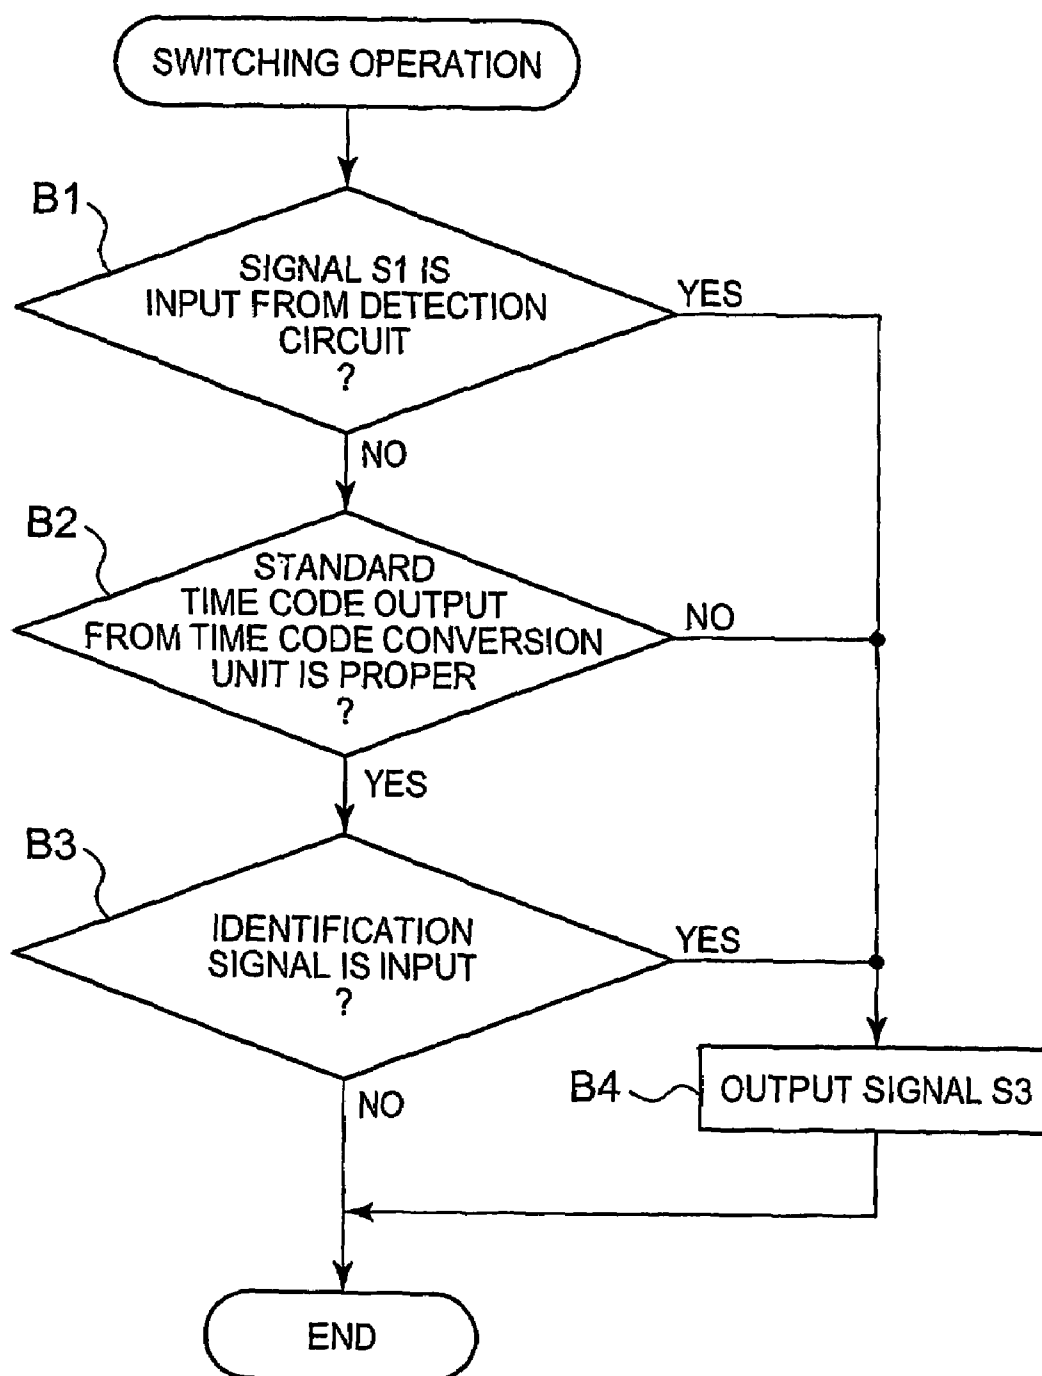 SWITCHING OPERATION
B1
SIGNAL S1 IS
INPUT FROM DETECTION
CIRCUIT
?
YES
NO
B2
STANDARD
TIME CODE OUTPUT
FROM TIME CODE CONVERSION
UNIT IS PROPER
?
NO
YES
B3
IDENTIFICATION
SIGNAL IS INPUT
?
YES
NO
B4
OUTPUT SIGNAL S3
END